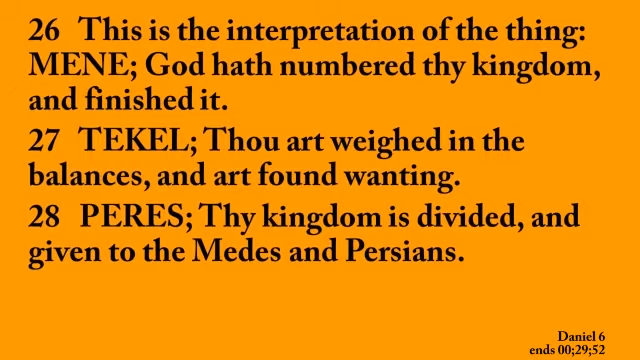 26 This is the interpretation of the thing:
MENE; God hath numbered thy kingdom,
and finished it.
27 TEKEL; Thou art weighed in the
balances, and art found wanting.
28 PERES; Thy kingdom is divided, and
given to the Medes and Persians.
Daniel 6
ends 00;29;52